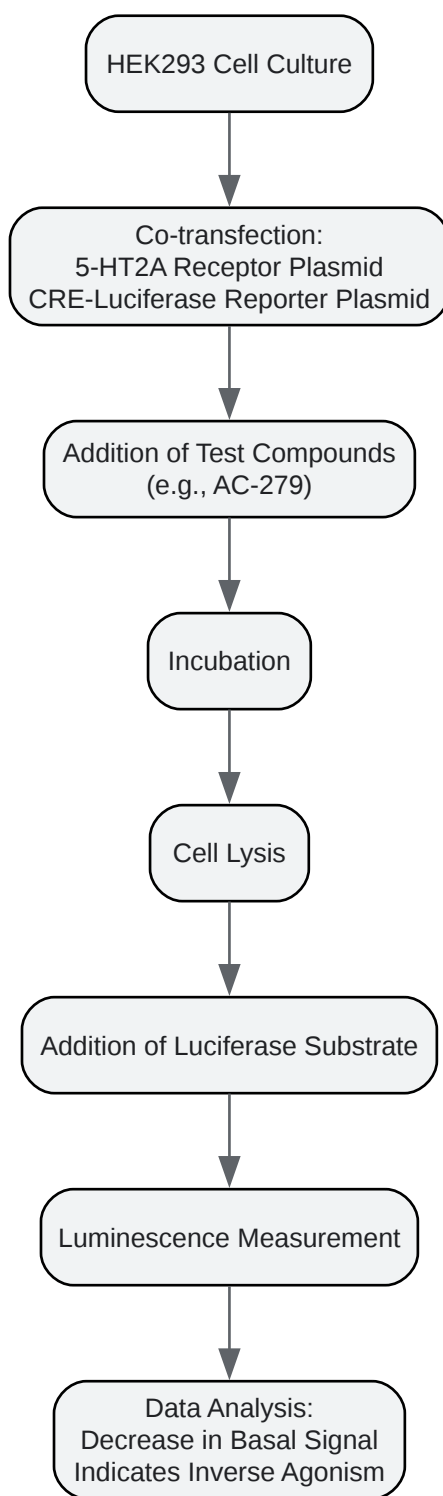 HEK293 Cell Culture
Co-transfection:
5-HT2A Receptor Plasmid
CRE-Luciferase Reporter Plasmid
Addition of Test Compounds
(e.g., AC-279)
Incubation
Cell Lysis
Addition of Luciferase Substrate
Luminescence Measurement
Data Analysis:
Decrease in Basal Signal
Indicates Inverse Agonism